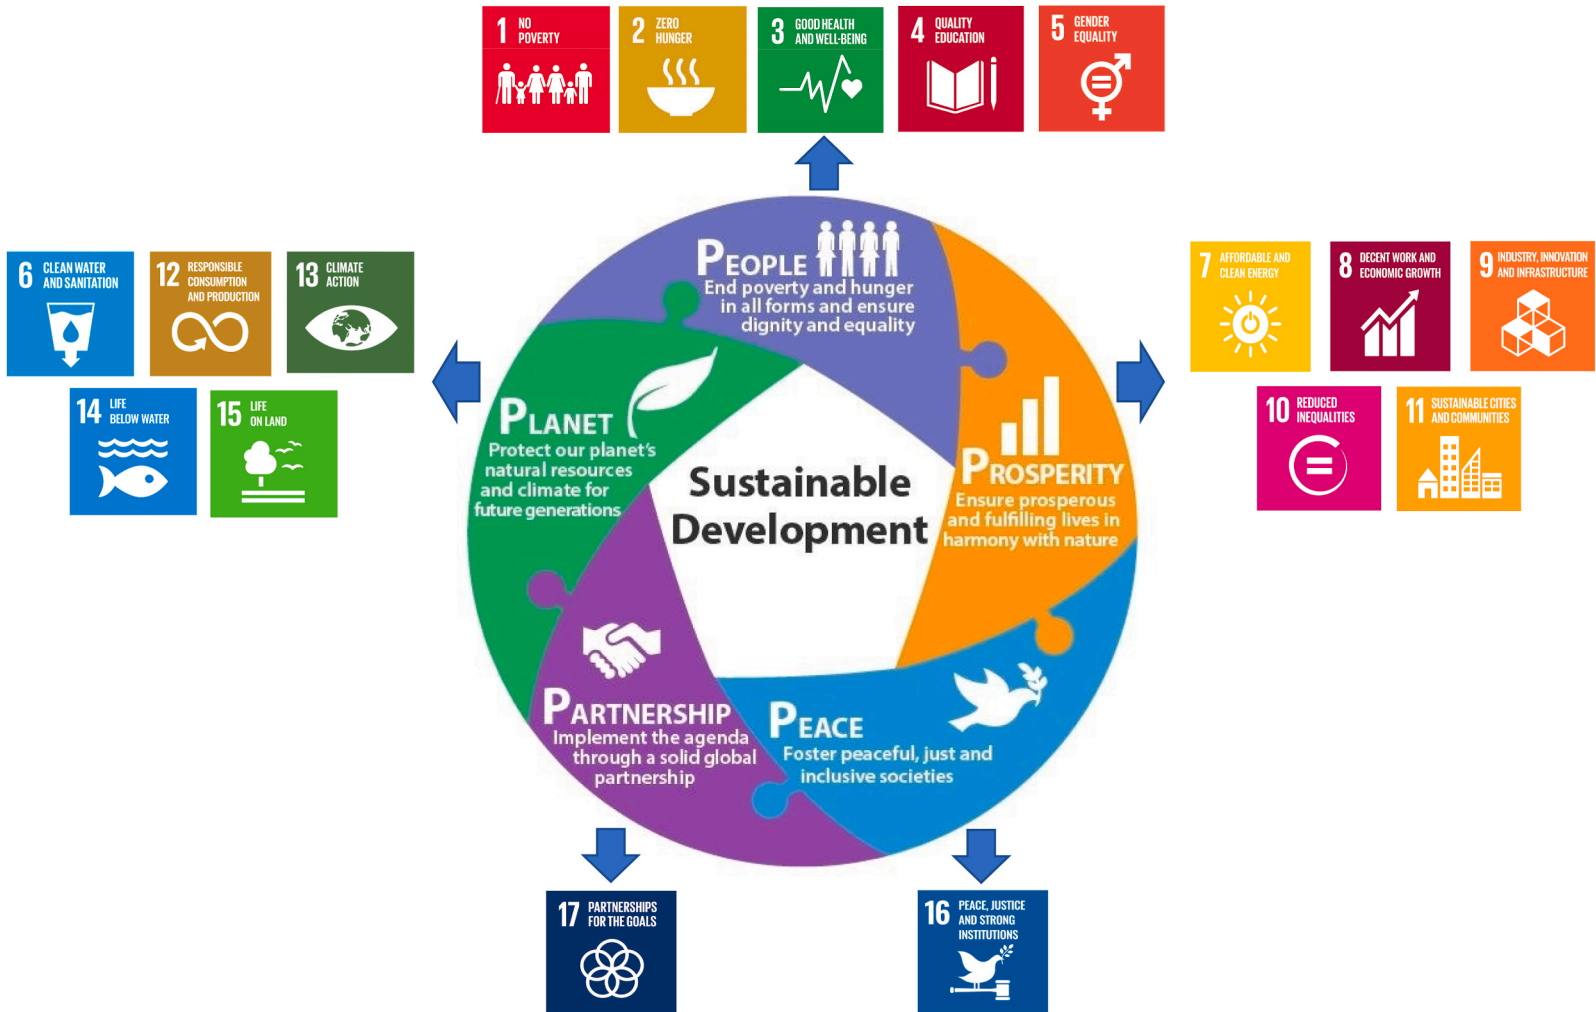 1 NO
POVERTY
2 ZERO
HUNGER
3 GOOD HEALTH
AND WELL-BEING
4 QUALITY
EDUCATION
5 GENDER
EQUALITY
6 CLEAN WATER
AND SANITATION
12 RESPONSIBLE
CONSUMPTION
AND PRODUCTION
13 CLIMATE
ACTION
14 LIFE
BELOW WATER
15 LIFE
ON LAND
PEOPLE
End poverty and hunger
in all forms and ensure
dignity and equality
7 AFFORDABLE AND
CLEAN ENERGY
8 DECENT WORK AND
ECONOMIC GROWTH
9 INDUSTRY, INNOVATION
AND INFRASTRUCTURE
10 REDUCED
INEQUALITIES
11 SUSTAINABLE CITIES
AND COMMUNITIES
PLANET
Protect our planet's
natural resources
and climate for
future generations
Sustainable
Development
PROSPERITY
Ensure prosperous
and fulfilling lives in
harmony with nature
PARTNERSHIP
Implement the agenda
through a solid global
partnership
PEACE
Foster peaceful, just and
inclusive societies
17 PARTNERSHIPS
FOR THE GOALS
16 PEACE, JUSTICE
AND STRONG
INSTITUTIONS